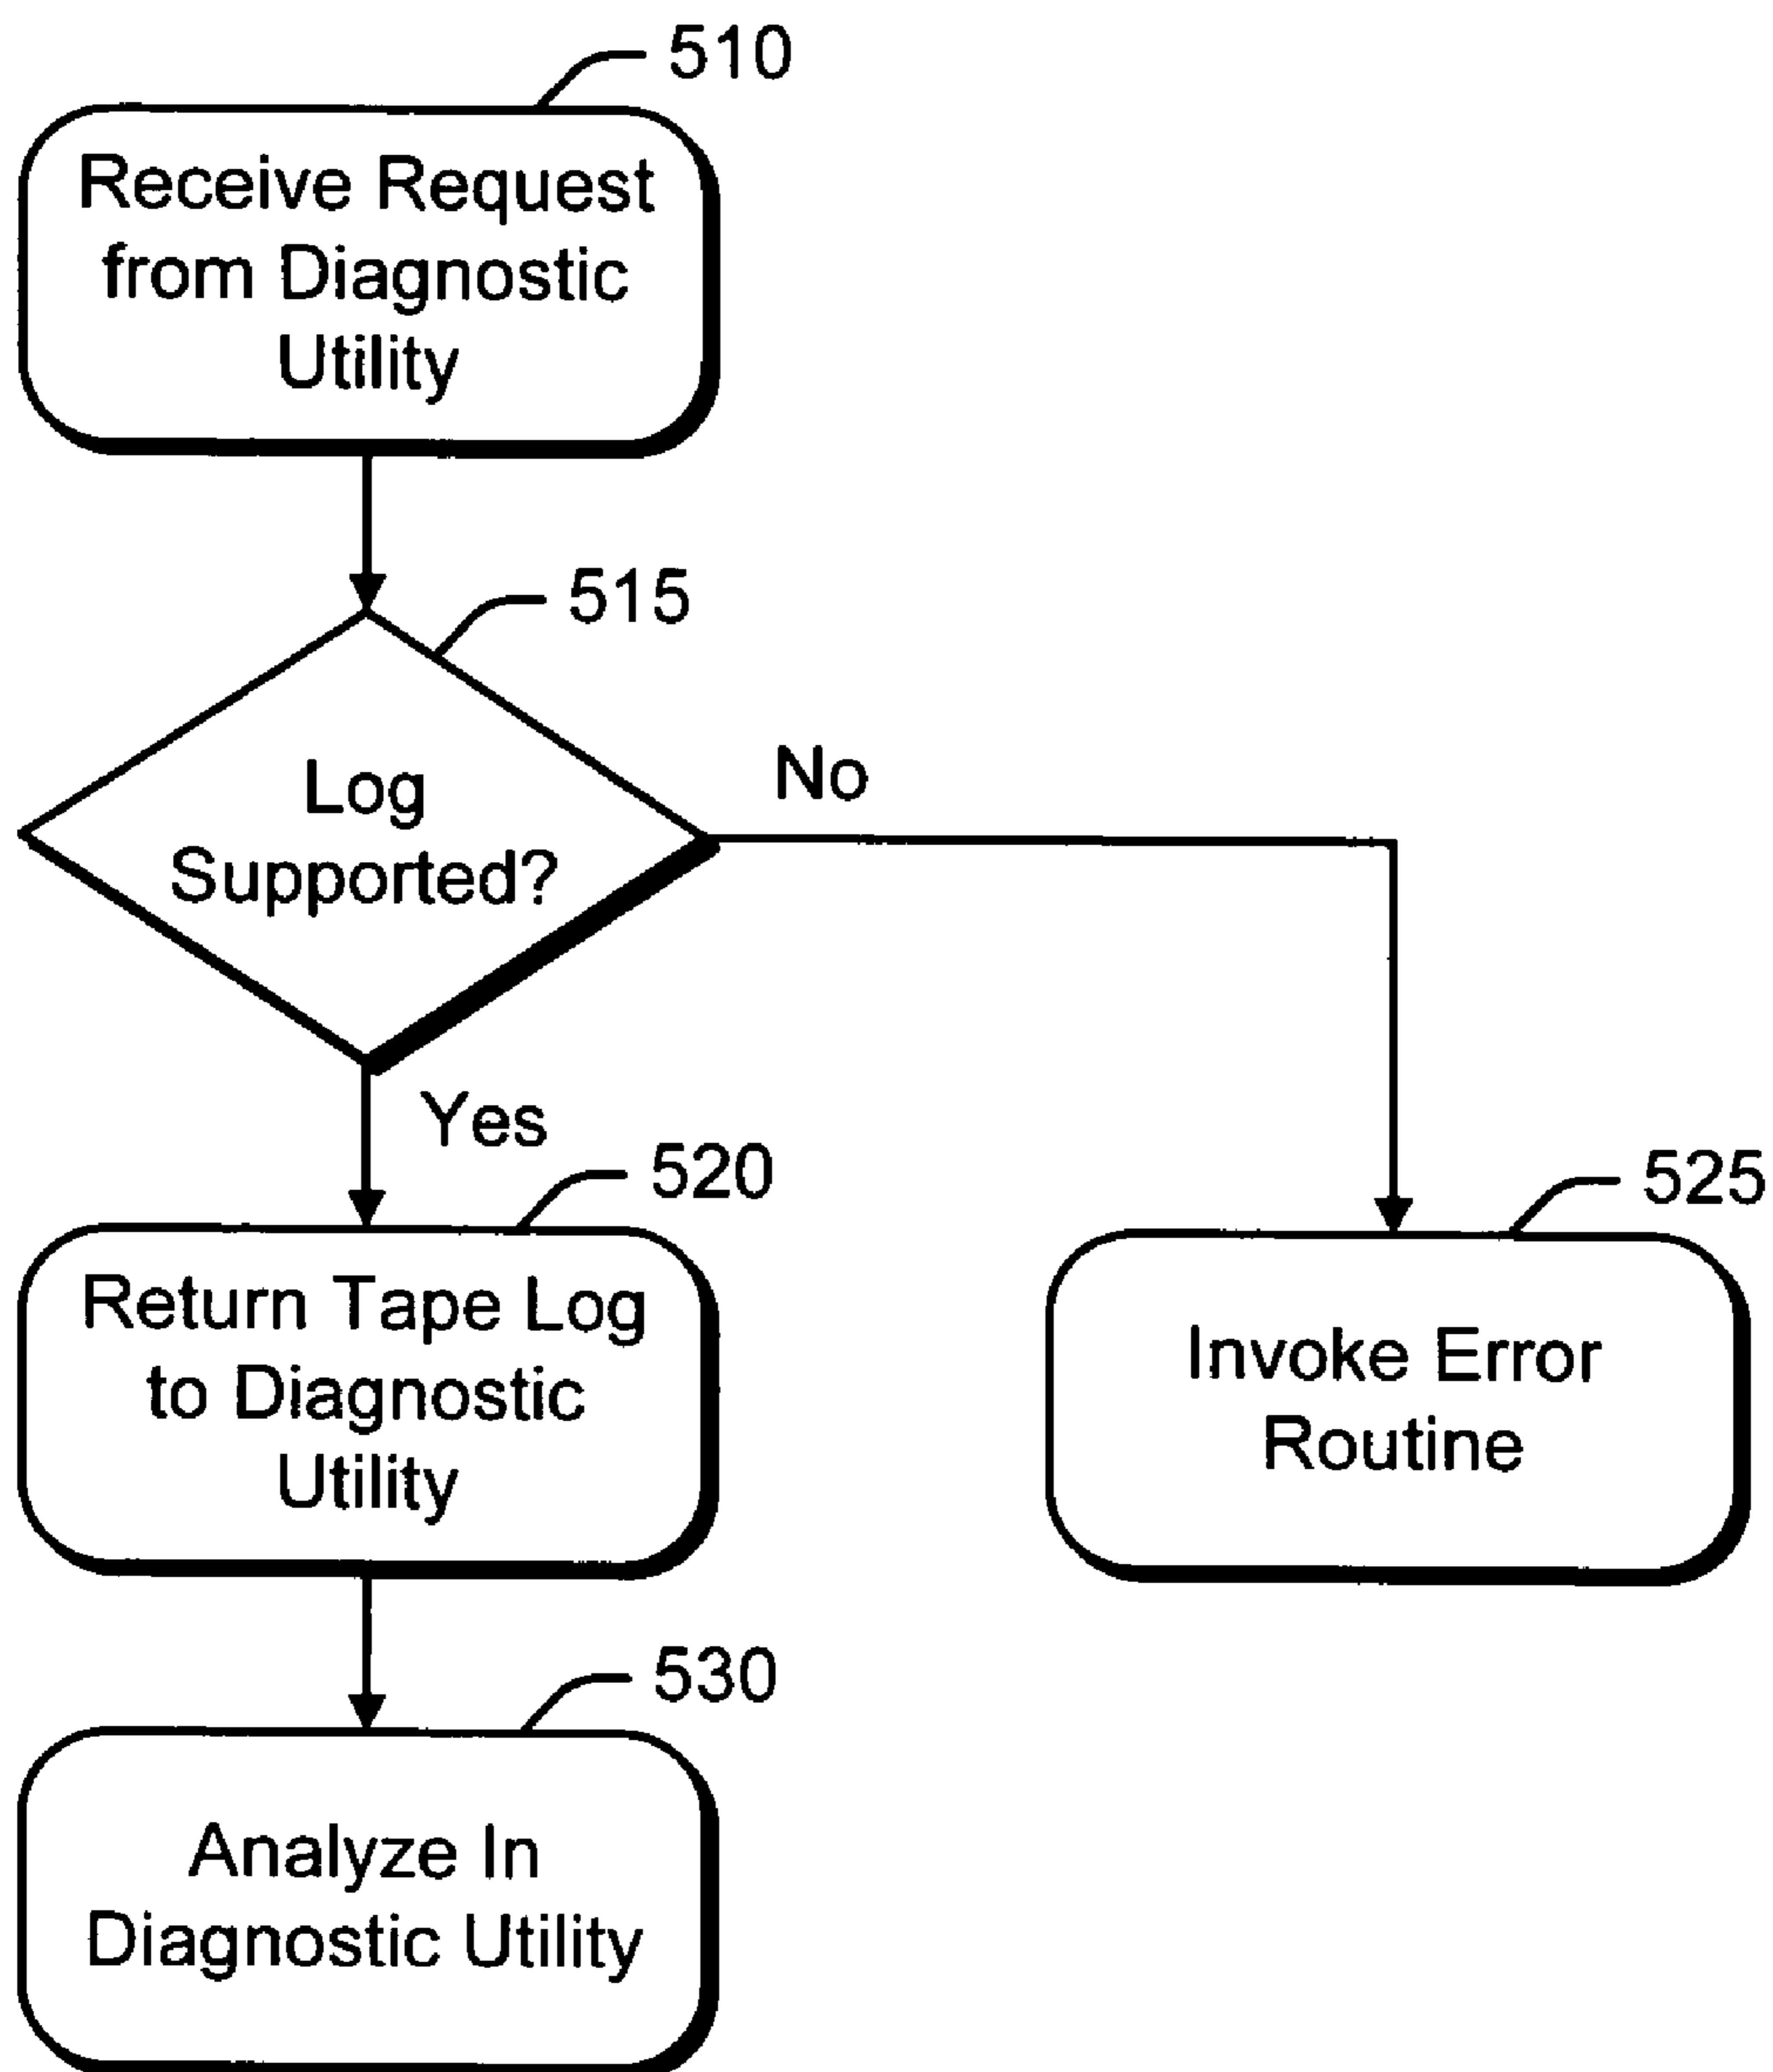 510
Receive Request
from Diagnostic
Utility
515
Log
Supported?
No
Yes
520
Return Tape Log
to Diagnostic
Utility
525
Invoke Error
Routine
530
Analyze In
Diagnostic Utility